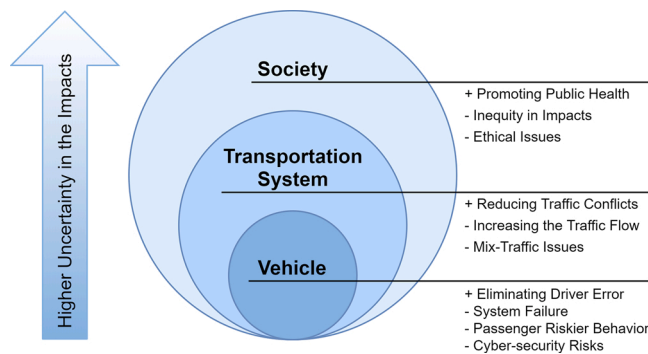 Higher Uncertainty in the Impacts
Society
+ Promoting Public Health
- Inequity in Impacts
- Ethical Issues
Transportation
System
+ Reducing Traffic Conflicts
- Increasing the Traffic Flow
- Mix-Traffic Issues
Vehicle
+ Eliminating Driver Error
- System Failure
- Passenger Riskier Behavior
- Cyber-security Risks